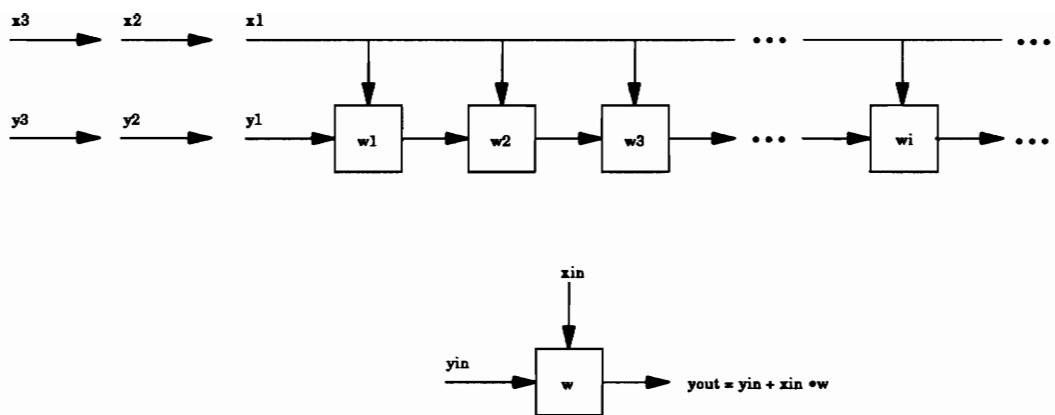 x3 x2 x1
••• •••
y3 y2 y1
w1 w2 w3 ••• wi •••
xin
yin
w yout = yin + xin •w